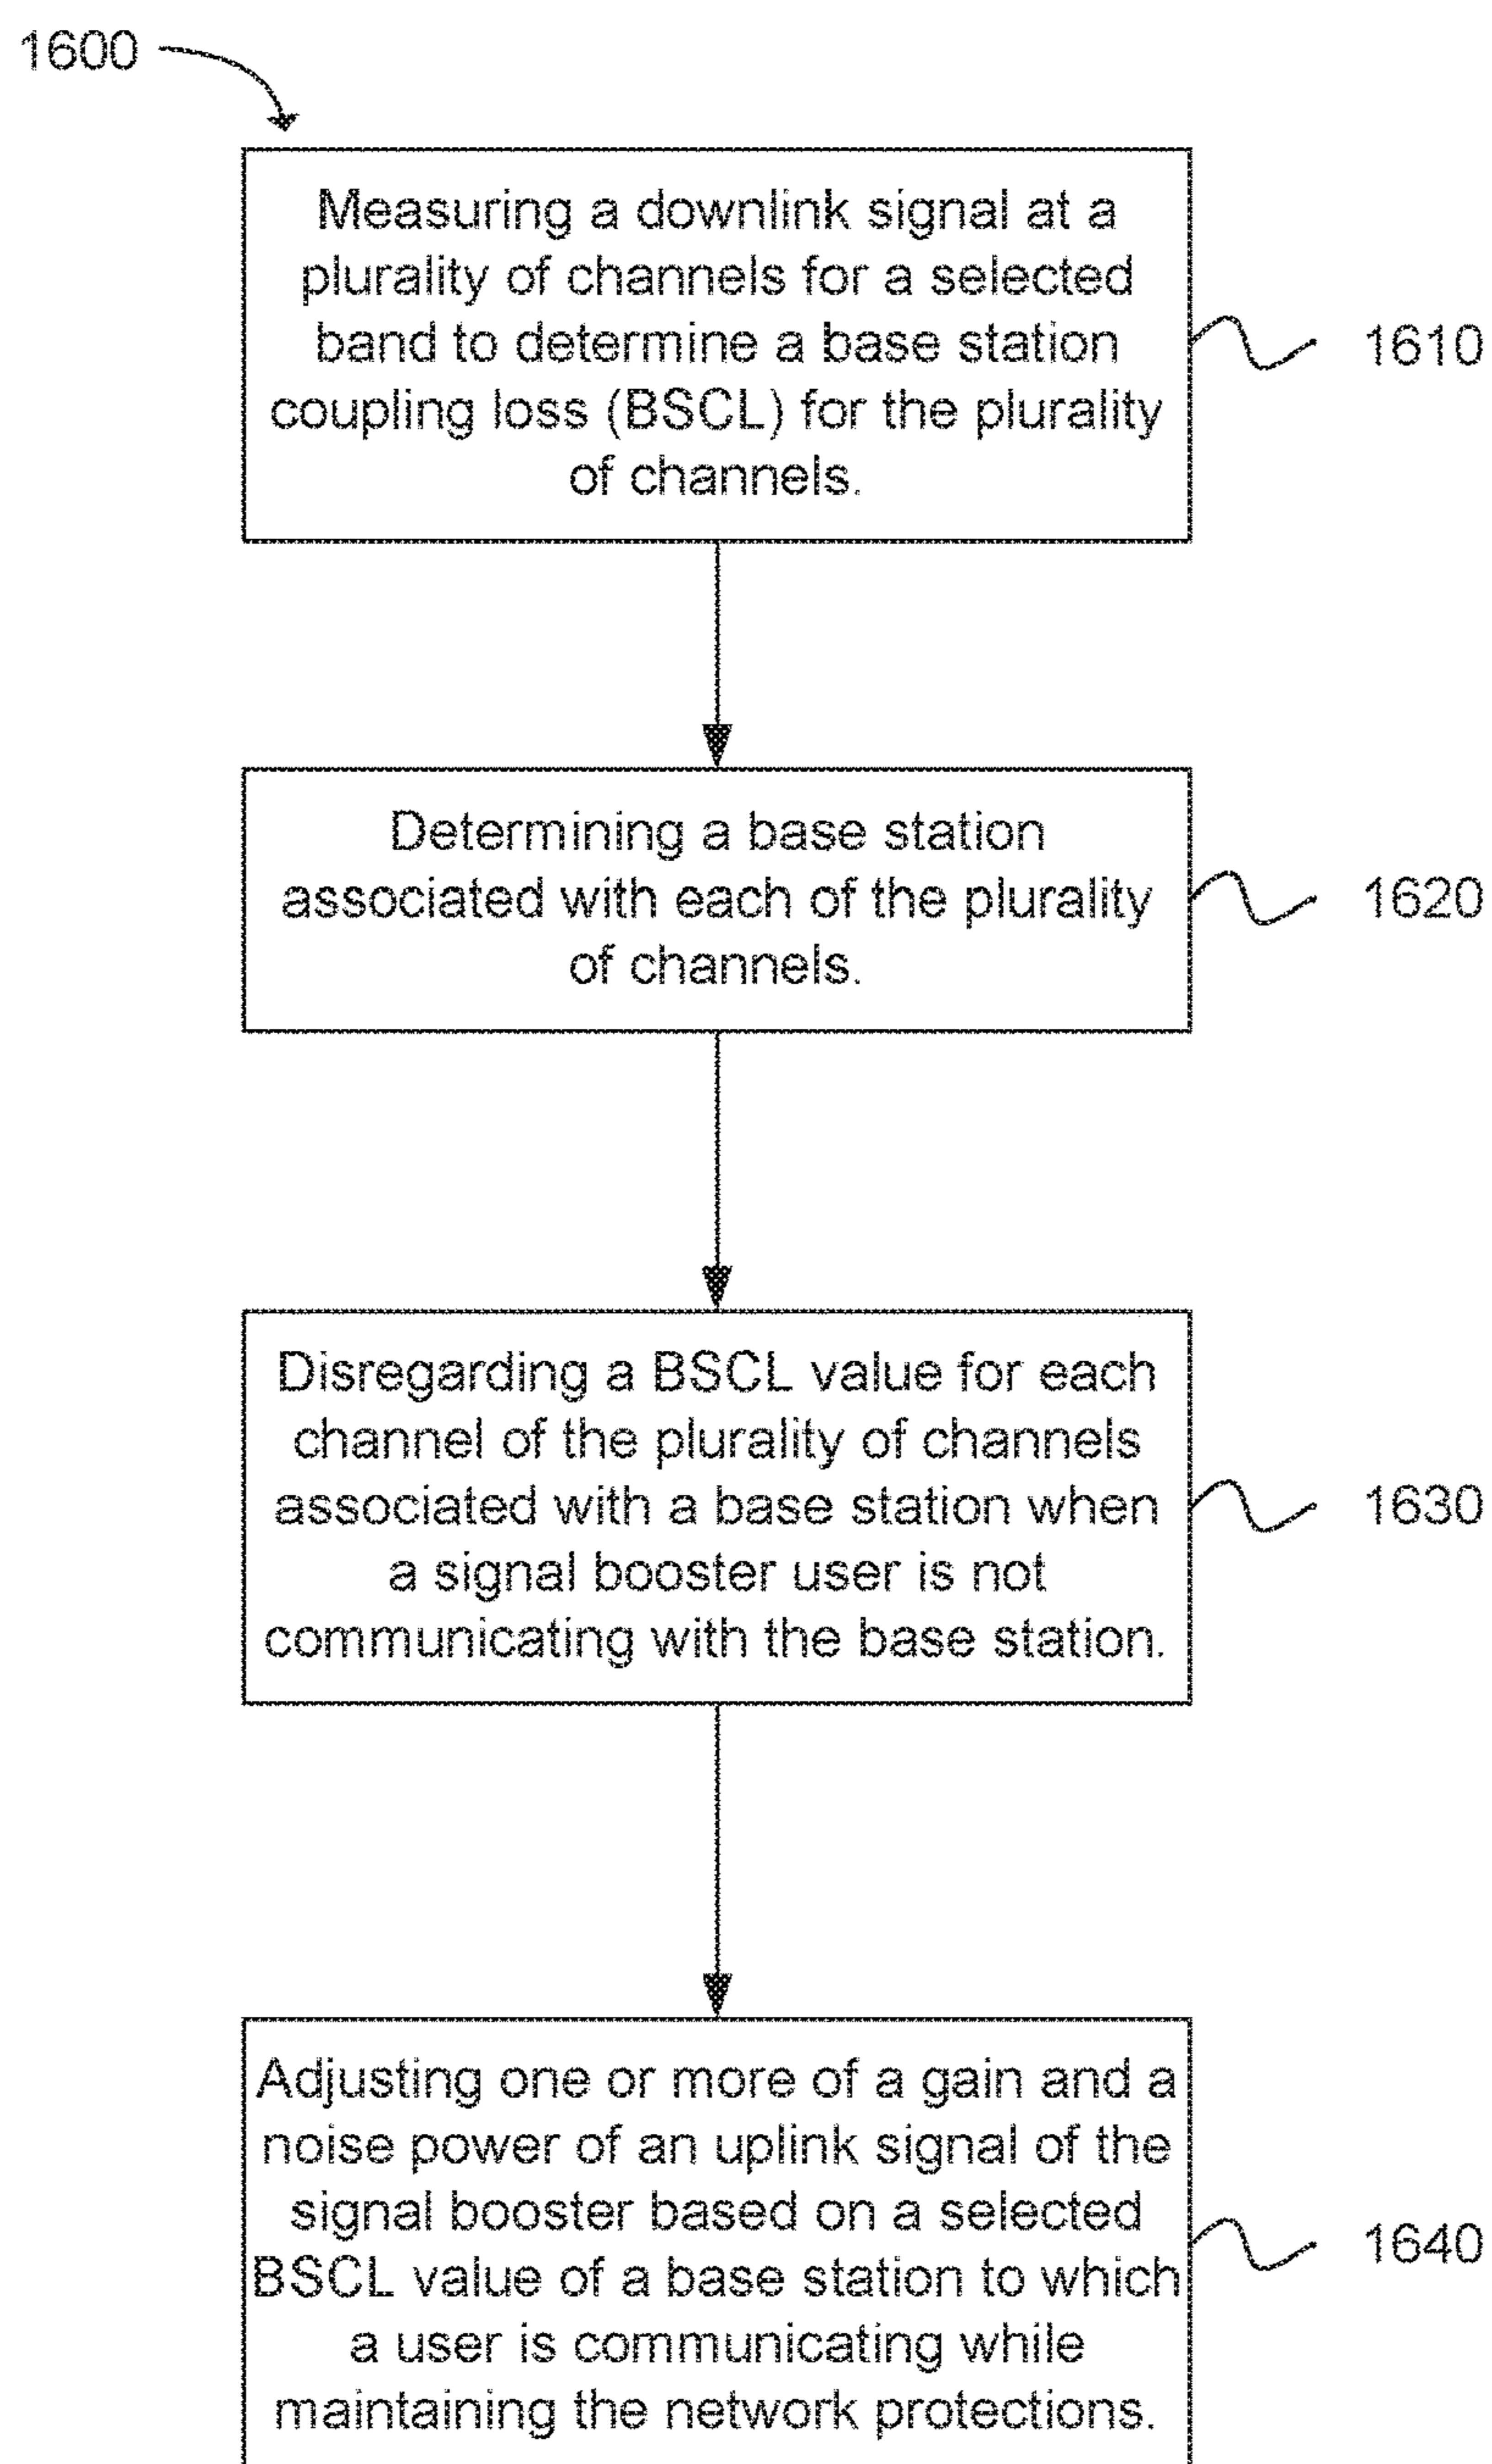 1600
Measuring a downlink signal at a
plurality of channels for a selected
band to determine a base station
coupling loss (BSCL) for the plurality
of channels.
1610
Determining a base station
associated with each of the plurality
of channels.
1620
Disregarding a BSCL value for each
channel of the plurality of channels
associated with a base station when
a signal booster user is not
communicating with the base station.
1630
Adjusting one or more of a gain and a
noise power of an uplink signal of the
signal booster based on a selected
BSCL value of a base station to which
a user is communicating while
maintaining the network protections.
1640